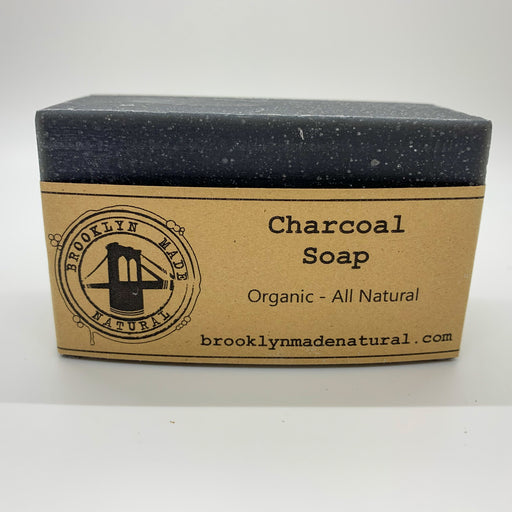 BROOKLYN MADE
NATURAL
Charcoal
Soap
Organic - All Natural
brooklynmadenatural.com